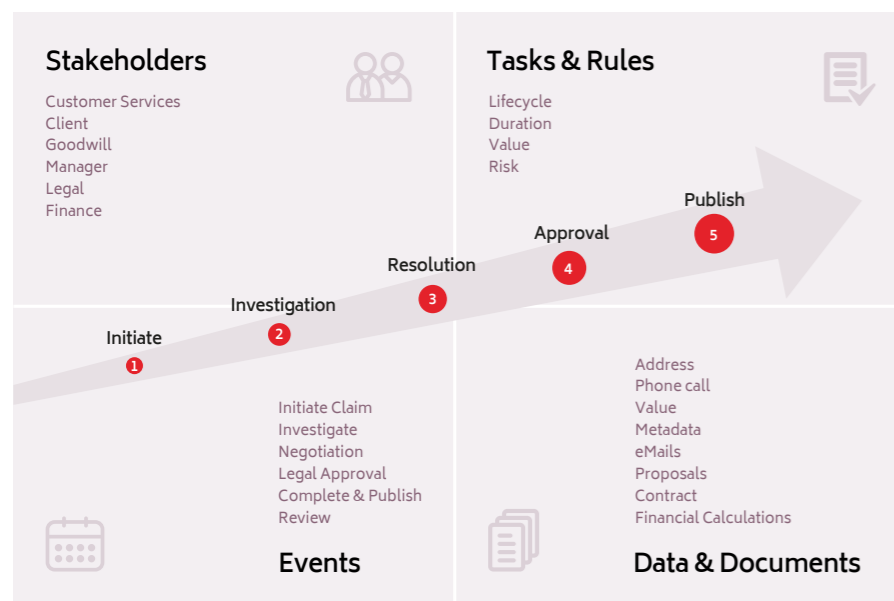 Stakeholders
Customer Services
Client
Goodwill
Manager
Legal
Finance
Tasks & Rules
Lifecycle
Duration
Value
Risk
Initiate
1
Investigation
2
Resolution
3
Approval
4
Publish
5
Initiate Claim
Investigate
Negotiation
Legal Approval
Complete & Publish
Review
Events
Address
Phone call
Value
Metadata
eMails
Proposals
Contract
Financial Calculations
Data & Documents